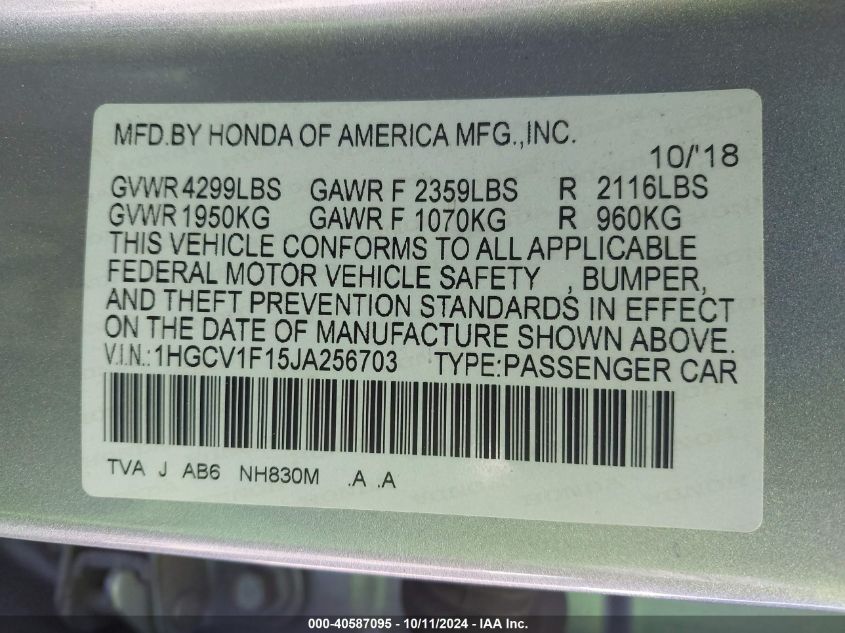 MFD.BY HONDA OF AMERICA MFG.,INC.
10/'18
GVWR 4299LBS GAWR F 2359LBS R 2116LBS
GVWR 1950KG GAWR F 1070KG R 960KG
THIS VEHICLE CONFORMS TO ALL APPLICABLE
FEDERAL MOTOR VEHICLE SAFETY , BUMPER,
AND THEFT PREVENTION STANDARDS IN EFFECT
ON THE DATE OF MANUFACTURE SHOWN ABOVE.
V.I.N.:1HGCV1F15JA256703 TYPE:PASSENGER CAR
TVA J AB6 NH830M .A .A
000-40587095 - 10/11/2024 - IAA Inc.